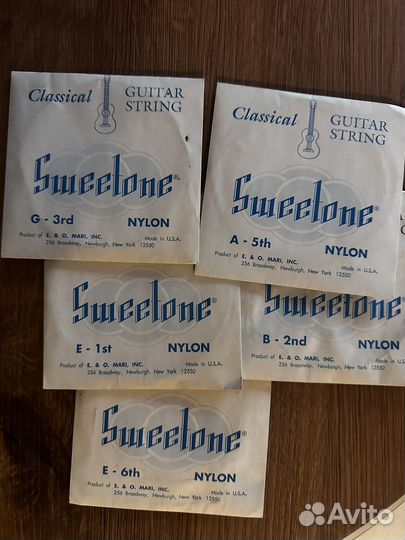 Classical GUITAR STRING
Sweetone®
G - 3rd NYLON
Product of E. & O. MARI, INC. Made in U.S.A.
256 Broadway, Newburgh, New York 12550
Classical GUITAR STRING
Sweetone®
A - 5th NYLON
Product of E. & O. MARI, INC. Made in U.S.A.
256 Broadway, Newburgh, New York 12550
Sweetone®
E - 1st NYLON
Product of E. & O. MARI, INC. Made in U.S.A.
256 Broadway, Newburgh, New York 12550
Sweetone
B - 2nd NYLON
Product of E. & O. MARI, INC. Made in U.S.A.
256 Broadway, Newburgh, New York 12550
Sweetone®
E - 6th NYLON
Product of E. & O. MARI, INC. Made in U.S.A.
256 Broadway, Newburgh, New York 12550
Avito